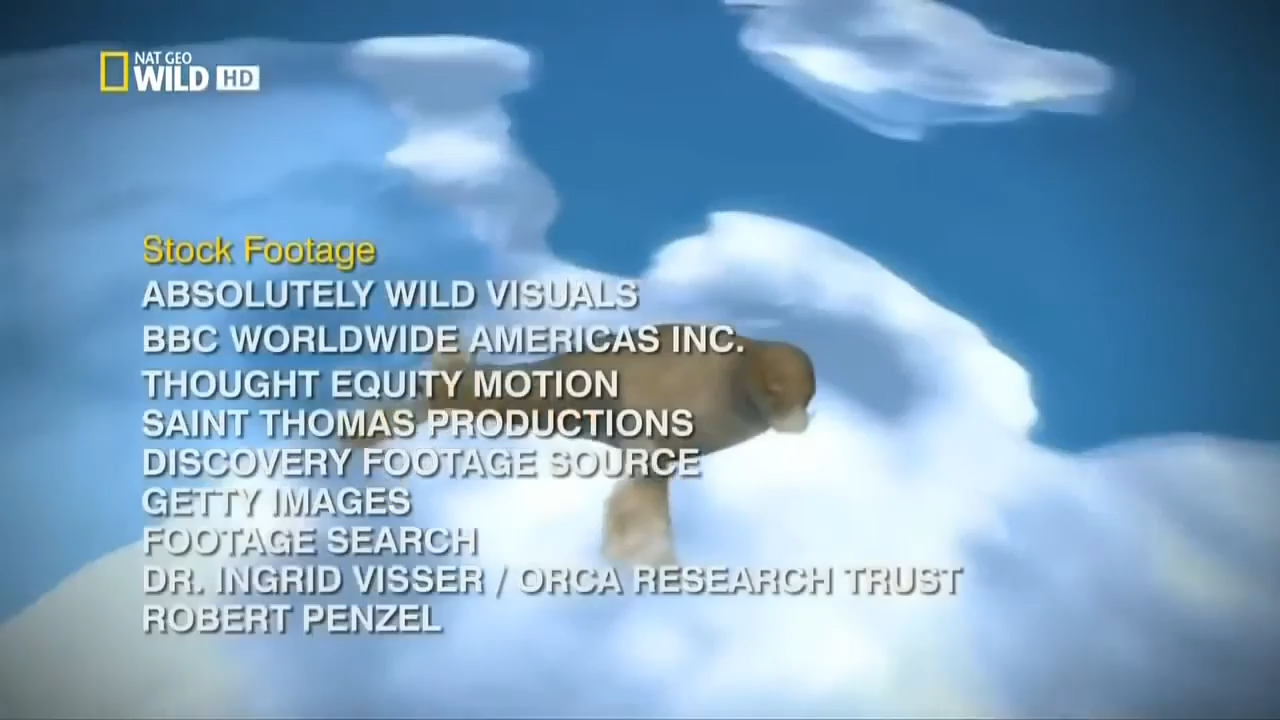 NAT GEO
WILD HD
Stock Footage
ABSOLUTELY WILD VISUALS
BBC WORLDWIDE AMERICAS INC.
THOUGHT EQUITY MOTION
SAINT THOMAS PRODUCTIONS
DISCOVERY FOOTAGE SOURCE
GETTY IMAGES
FOOTAGE SEARCH
DR. INGRID VISSER / ORCA RESEARCH TRUST
ROBERT PENZEL